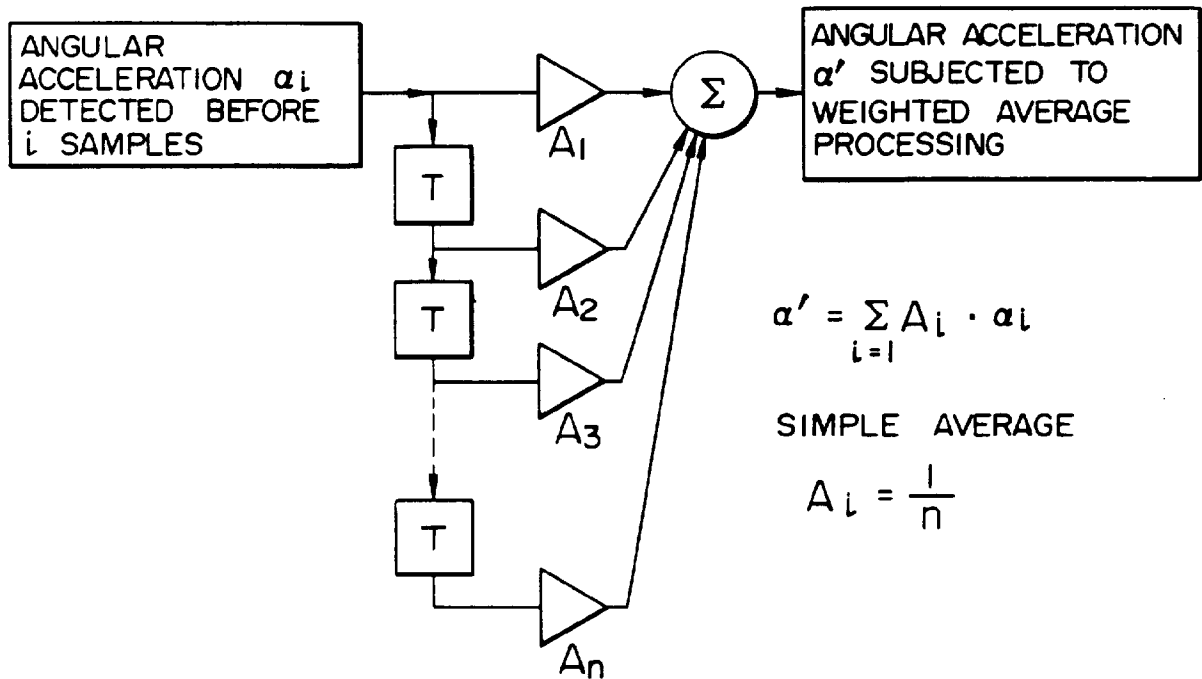 ANGULAR
ACCELERATION αi
DETECTED BEFORE
i SAMPLES
A1
Σ
ANGULAR ACCELERATION
α' SUBJECTED TO
WEIGHTED AVERAGE
PROCESSING
T
A2
T
A3
α' = Σ Ai · αi
i=1
SIMPLE AVERAGE
Ai = 1/n
T
An